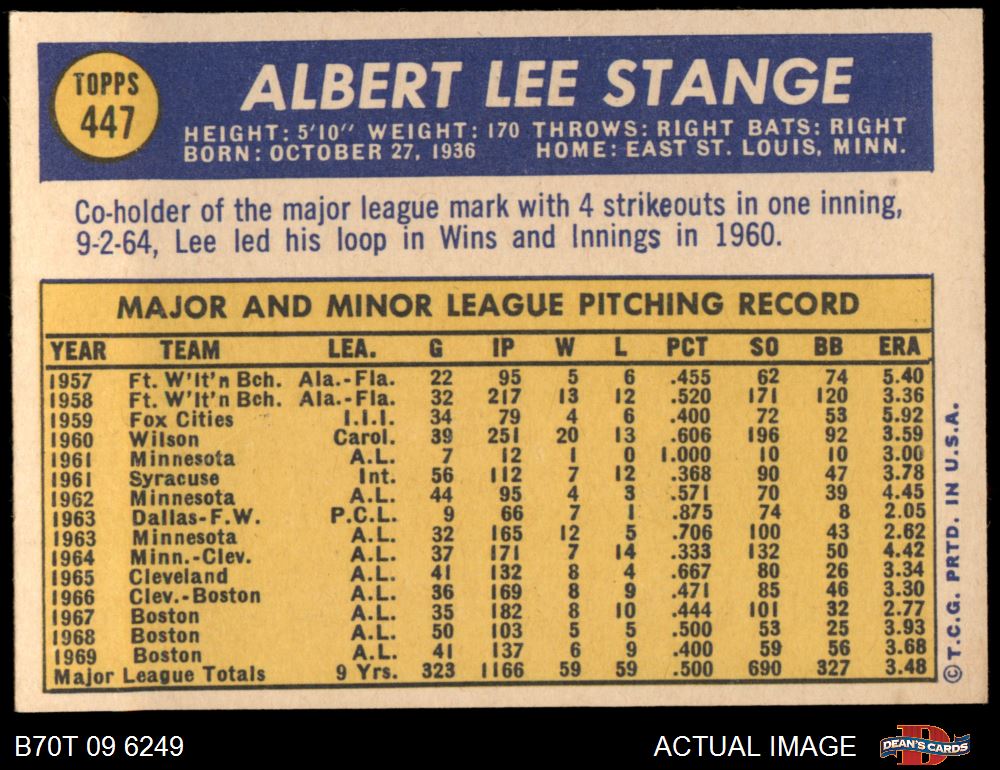 TOPPS
447
ALBERT LEE STANGE
HEIGHT: 5'10" WEIGHT: 170 THROWS: RIGHT BATS: RIGHT
BORN: OCTOBER 27, 1936 HOME: EAST ST. LOUIS, MINN.
Co-holder of the major league mark with 4 strikeouts in one inning,
9-2-64, Lee led his loop in Wins and Innings in 1960.
MAJOR AND MINOR LEAGUE PITCHING RECORD
YEAR TEAM LEA. G IP W L PCT SO BB ERA
1957 Ft. W'lt'n Bch. Ala.-Fla. 22 95 5 6 .455 62 74 5.40
1958 Ft. W'lt'n Bch. Ala.-Fla. 32 217 13 12 .520 171 120 3.36
1959 Fox Cities I.I.I. 34 79 4 6 .400 72 53 5.92
1960 Wilson Carol. 39 251 20 13 .606 196 92 3.59
1961 Minnesota A.L. 7 12 1 0 1.000 10 10 3.00
1961 Syracuse Int. 56 112 7 12 .368 90 47 3.78
1962 Minnesota A.L. 44 95 4 3 .571 70 39 4.45
1963 Dallas-F.W. P.C.L. 9 66 7 1 .875 74 8 2.05
1963 Minnesota A.L. 32 165 12 5 .706 100 43 2.62
1964 Minn.-Clev. A.L. 37 171 7 14 .333 132 50 4.42
1965 Cleveland A.L. 41 132 8 4 .667 80 26 3.34
1966 Clev.-Boston A.L. 36 169 8 9 .471 85 46 3.30
1967 Boston A.L. 35 182 8 10 .444 101 32 2.77
1968 Boston A.L. 50 103 5 5 .500 53 25 3.93
1969 Boston A.L. 41 137 6 9 .400 59 56 3.68
Major League Totals 9 Yrs. 323 1166 59 59 .500 690 327 3.48
©T.C.G. PRTD. IN U.S.A.
B70T 09 6249
ACTUAL IMAGE
D
DEAN'S CARDS